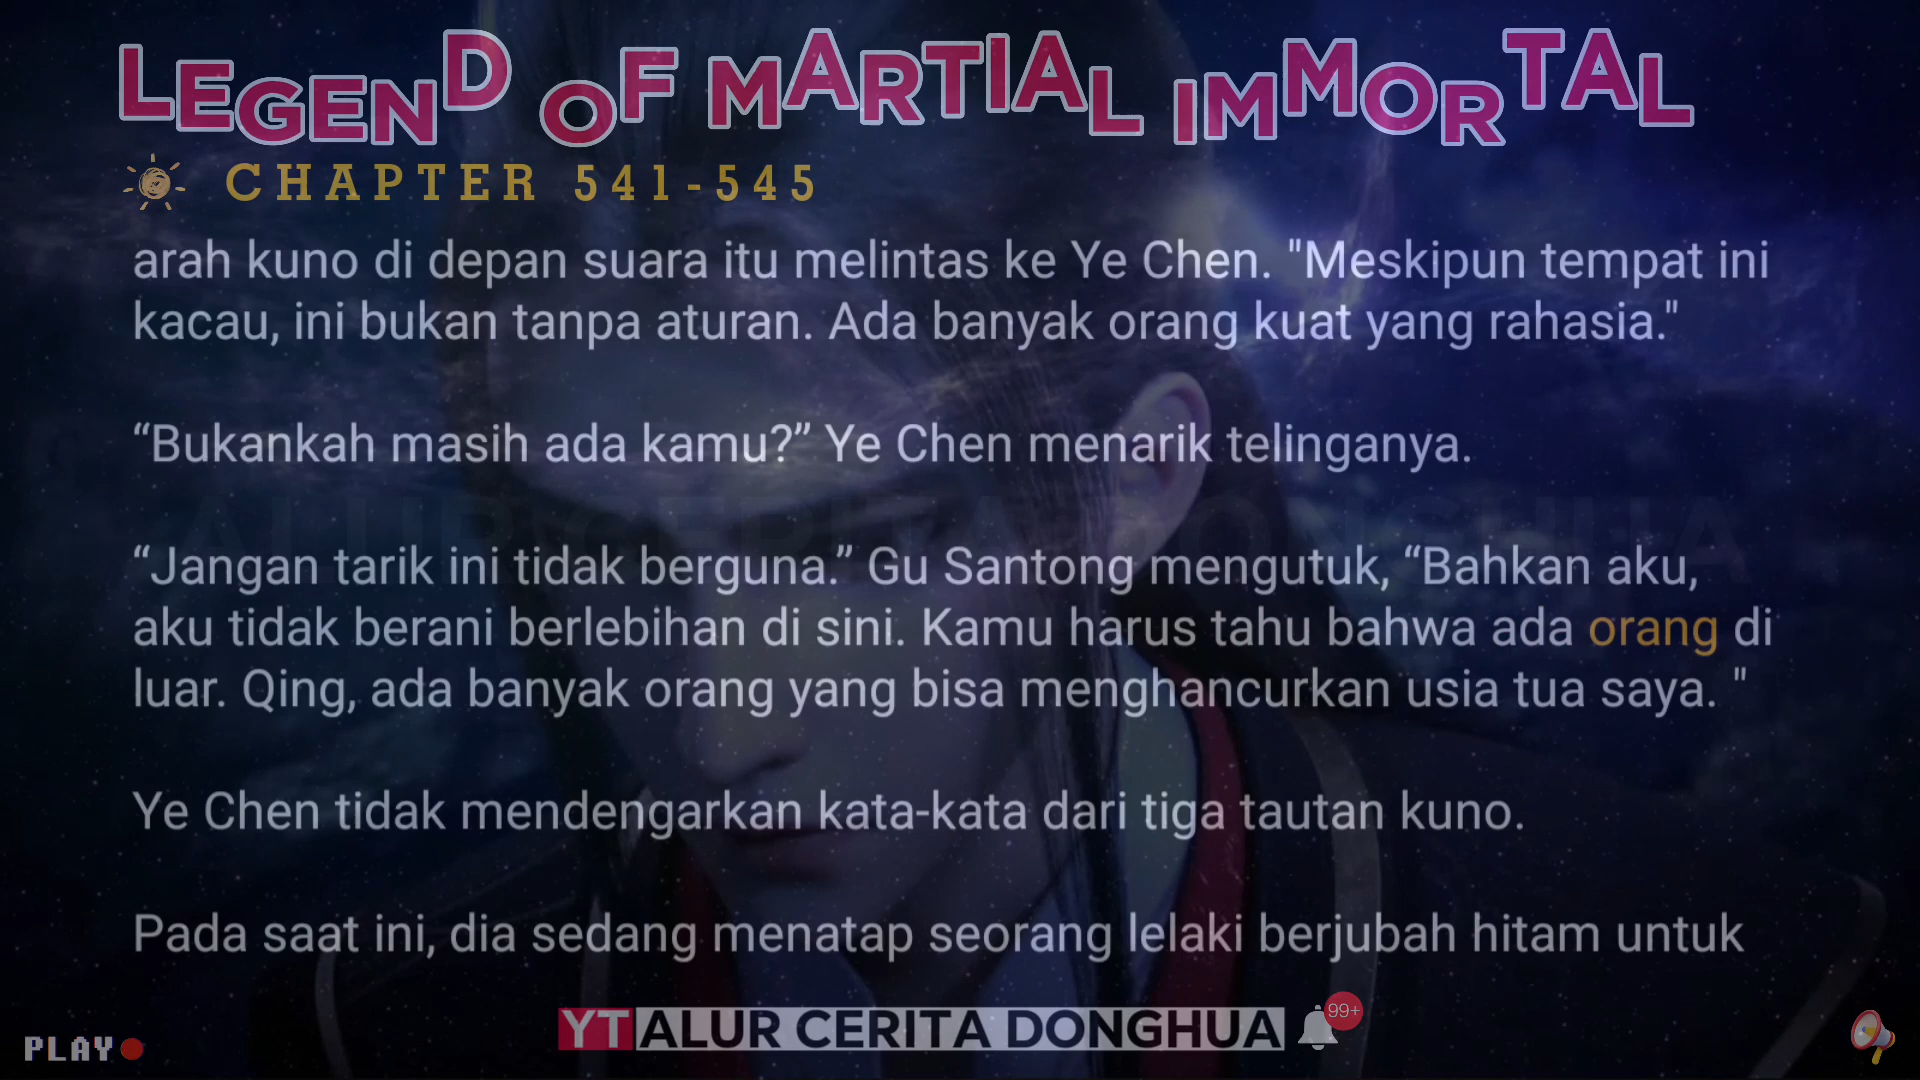 LEGEND OF MARTIAL IMMORTAL
CHAPTER 541-545
arah kuno di depan suara itu melintas ke Ye Chen. "Meskipun tempat ini
kacau, ini bukan tanpa aturan. Ada banyak orang kuat yang rahasia."
“Bukankah masih ada kamu?” Ye Chen menarik telinganya.
“Jangan tarik ini tidak berguna.” Gu Santong mengutuk, “Bahkan aku,
aku tidak berani berlebihan di sini. Kamu harus tahu bahwa ada orang di
luar. Qing, ada banyak orang yang bisa menghancurkan usia tua saya. "
Ye Chen tidak mendengarkan kata-kata dari tiga tautan kuno.
Pada saat ini, dia sedang menatap seorang lelaki berjubah hitam untuk
ALUR CERITA DONGHUA
YT ALUR CERITA DONGHUA
99+
PLAY